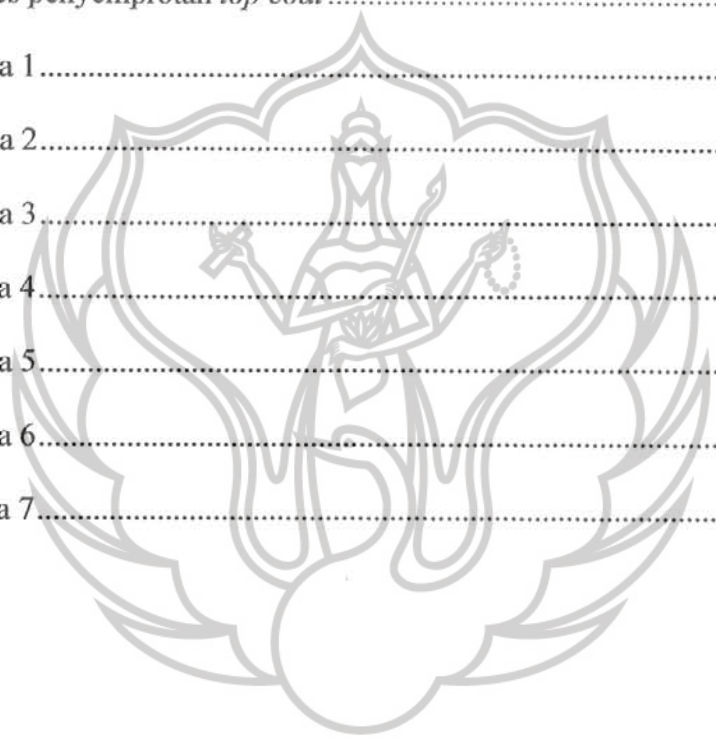 penyemprotan top coat ................................................
a 1................................................................................
a 2................................................................................
a 3................................................................................
a 4................................................................................
a 5................................................................................
a 6................................................................................
a 7................................................................................